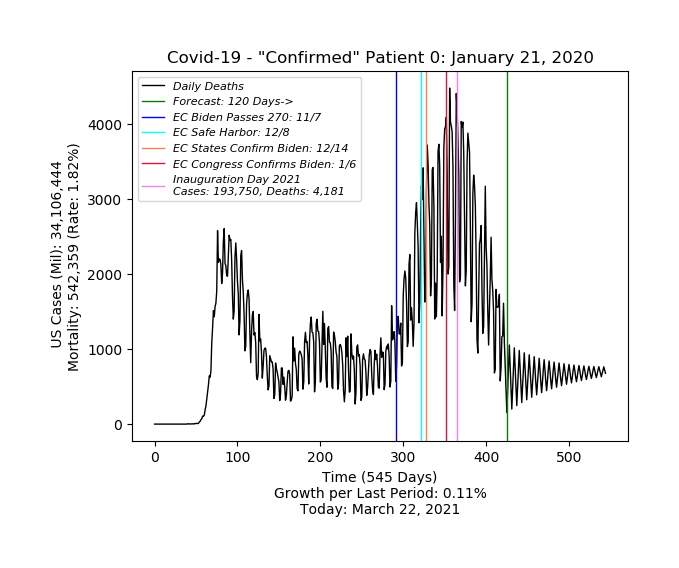 Covid-19 - "Confirmed" Patient 0: January 21, 2020
Daily Deaths
Forecast: 120 Days->
EC Biden Passes 270: 11/7
EC Safe Harbor: 12/8
EC States Confirm Biden: 12/14
EC Congress Confirms Biden: 1/6
Inauguration Day 2021
Cases: 193,750, Deaths: 4,181
US Cases (Mil): 34,106,444
Mortality: 542,359 (Rate: 1.82%)
4000
3000
2000
1000
0
0 100 200 300 400 500
Time (545 Days)
Growth per Last Period: 0.11%
Today: March 22, 2021